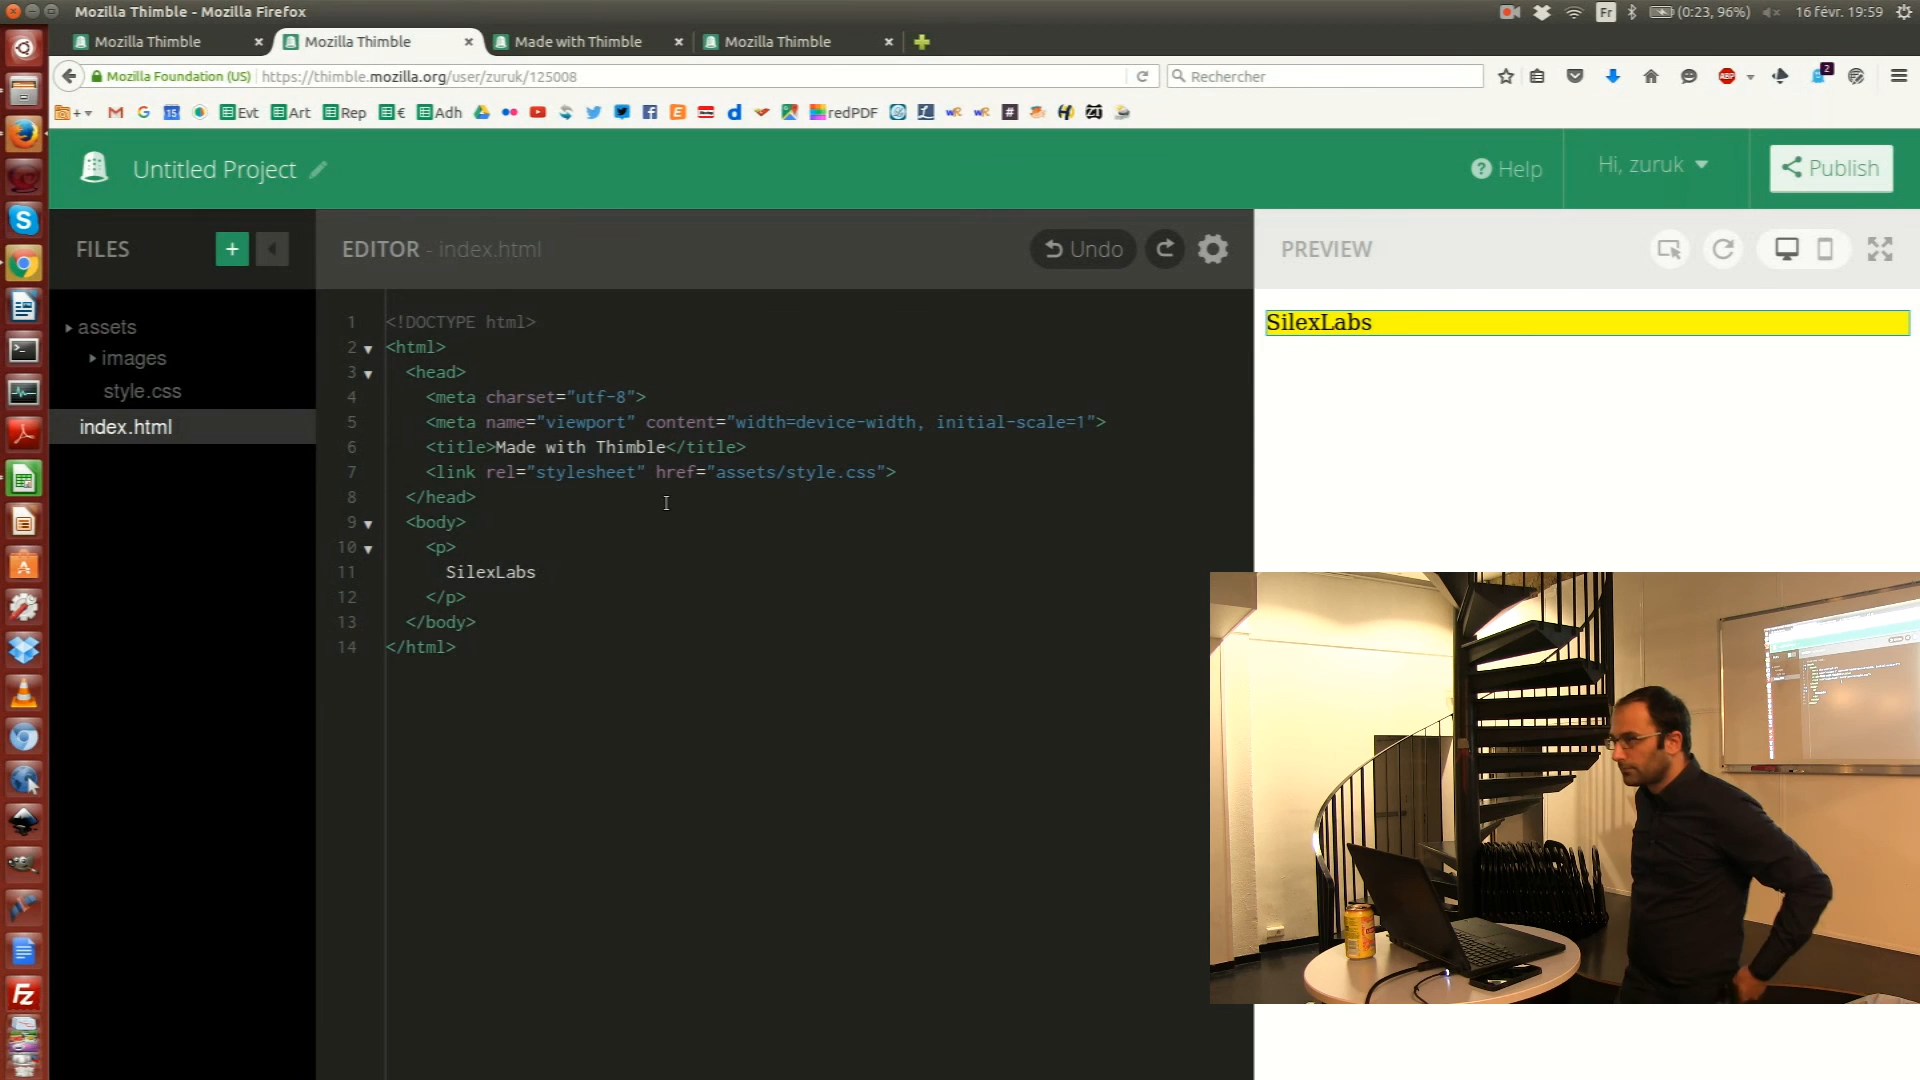 Mozilla Thimble - Mozilla Firefox
Fr (0:23, 96%) 16 févr. 19:59
Mozilla Thimble Mozilla Thimble Made with Thimble Mozilla Thimble
Mozilla Foundation (US) https://thimble.mozilla.org/user/zuruk/125008 Rechercher ABP 2
Evt Art Rep € Adh redPDF
Untitled Project Help Hi, zuruk Publish
FILES EDITOR - index.html Undo PREVIEW
assets
images
style.css
index.html
1 <!DOCTYPE html>
2 <html>
3 <head>
4 <meta charset="utf-8">
5 <meta name="viewport" content="width=device-width, initial-scale=1">
6 <title>Made with Thimble</title>
7 <link rel="stylesheet" href="assets/style.css">
8 </head>
9 <body>
10 <p>
11 SilexLabs
12 </p>
13 </body>
14 </html>
SilexLabs